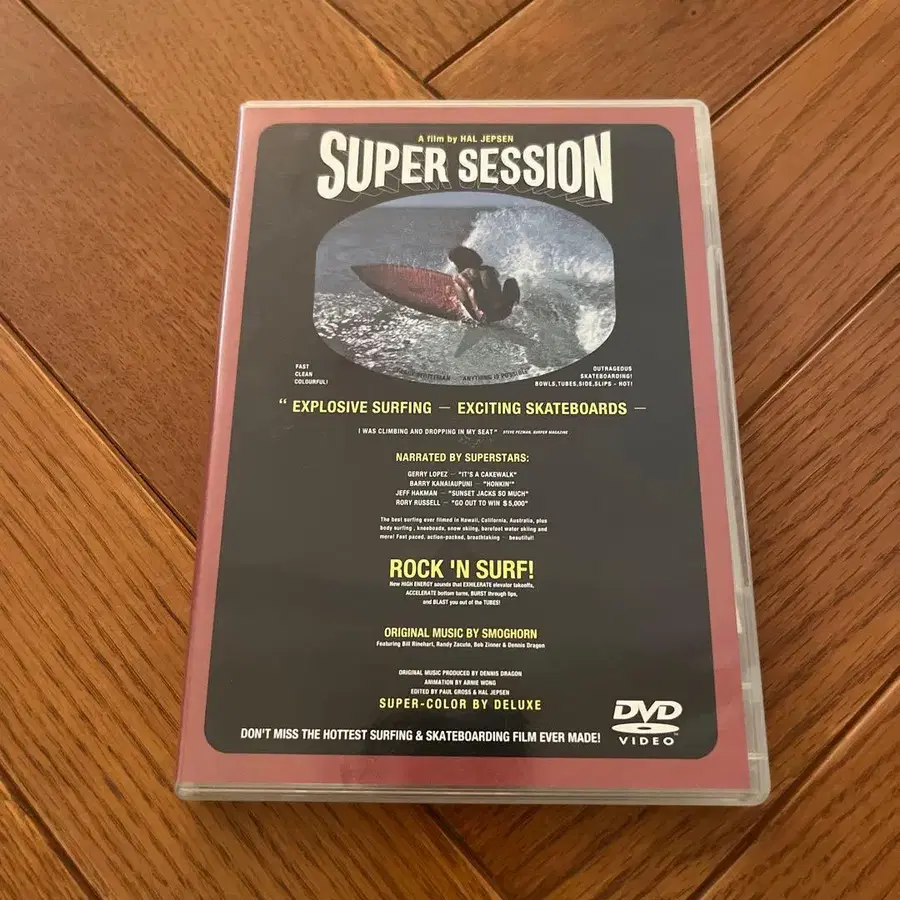 A film by HAL JEPSEN
SUPER SESSION
"ANYTHING IS POSSIBLE"
FAST
CLEAN
COLOURFUL!
OUTRAGEOUS
SKATEBOARDING!
BOWLS,TUBES,SIDE,SLIPS - HOT!
“ EXPLOSIVE SURFING — EXCITING SKATEBOARDS —
I WAS CLIMBING AND DROPPING IN MY SEAT" STEVE PEZMAN, SURFER MAGAZINE
NARRATED BY SUPERSTARS:
GERRY LOPEZ — "IT'S A CAKEWALK"
BARRY KANAIAUPUNI — "HONKIN'"
JEFF HAKMAN — "SUNSET JACKS SO MUCH"
RORY RUSSELL — "GO OUT TO WIN $5,000"
The best surfing ever filmed in Hawaii, California, Australia, plus
body surfing , kneeboads, snow skiing, barefoot water skiing and
more! Fast paced, action-packed, breathtaking — beautiful!
ROCK 'N SURF!
New HIGH ENERGY sounds that EXHILERATE elevator takeoffs,
ACCELERATE bottom turns, BURST through lips,
and BLAST you out of the TUBES!
ORIGINAL MUSIC BY SMOGHORN
Featuring Bill Rinehart, Randy Zacuto, Bob Zinner & Dennis Dragon
ORIGINAL MUSIC PRODUCED BY DENNIS DRAGON
ANIMATION BY ARNIE WONG
EDITED BY PAUL GROSS & HAL JEPSEN
SUPER-COLOR BY DELUXE
DVD
VIDEO
DON'T MISS THE HOTTEST SURFING & SKATEBOARDING FILM EVER MADE!